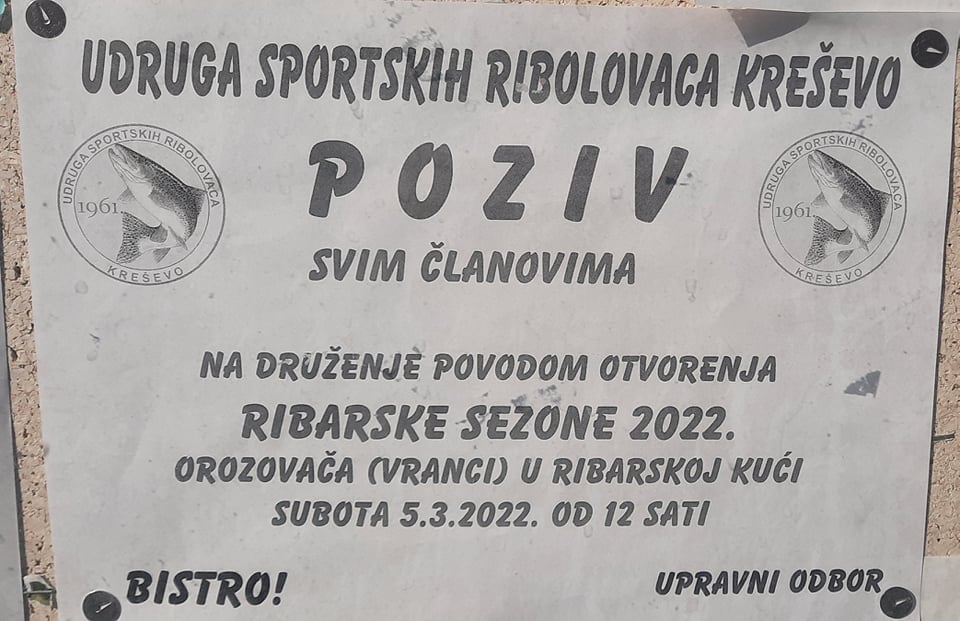 UDRUGA SPORTSKIH RIBOLOVACA KREŠEVO
POZIV
UDRUGA SPORTSKIH RIBOLOVACA
1961
KREŠEVO
UDRUGA SPORTSKIH RIBOLOVACA
1961
KREŠEVO
SVIM ČLANOVIMA
NA DRUŽENJE POVODOM OTVORENJA
RIBARSKE SEZONE 2022.
OROZOVAČA (VRANCI) U RIBARSKOJ KUĆI
SUBOTA 5.3.2022. OD 12 SATI
BISTRO!
UPRAVNI ODBOR